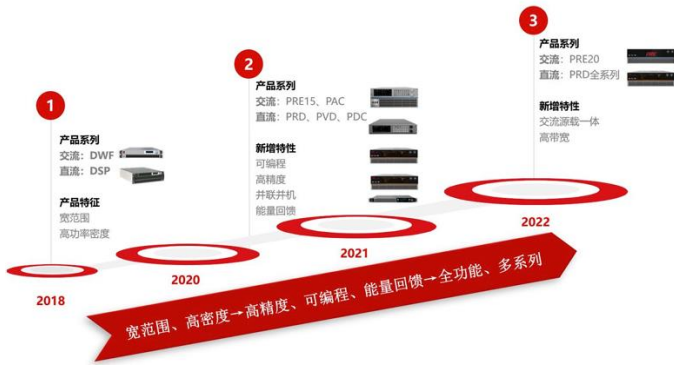 1
产品系列
交流：DWF
直流：DSP
产品特征
宽范围
高功率密度
2
产品系列
交流：PRE15、PAC
直流：PRD、PVD、PDC
新增特性
可编程
高精度
并联并机
能量回馈
3
产品系列
交流：PRE20
直流：PRD全系列
新增特性
交流源载一体
高带宽
2018
2020
2021
2022
宽范围、高密度→高精度、可编程、能量回馈→全功能、多系列